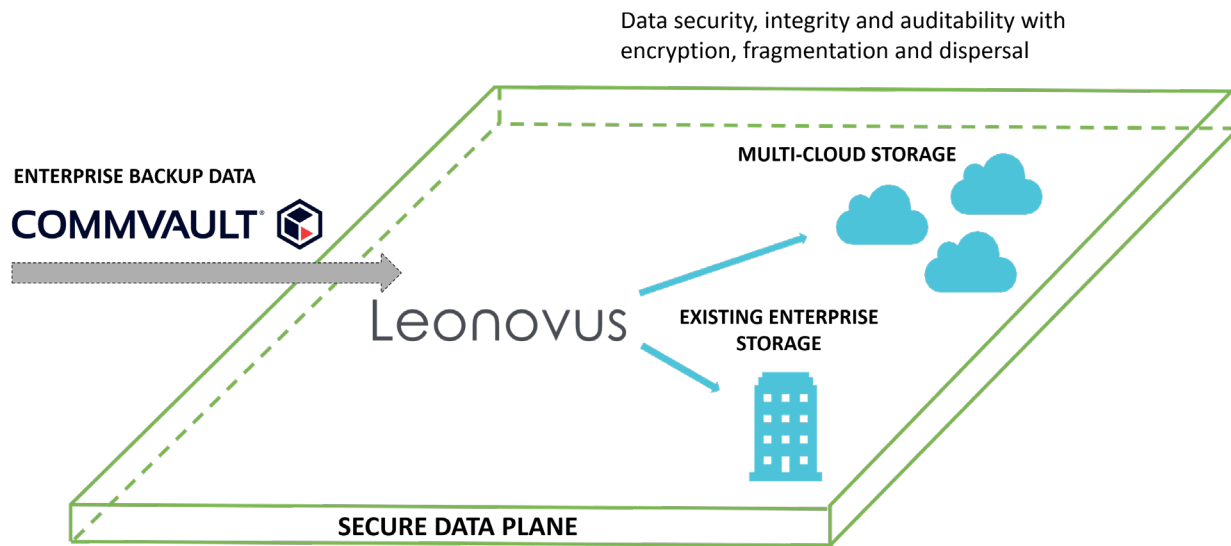 Data security, integrity and auditability with
encryption, fragmentation and dispersal
MULTI-CLOUD STORAGE
ENTERPRISE BACKUP DATA
COMMVAULT®
Leonovus
EXISTING ENTERPRISE
STORAGE
SECURE DATA PLANE